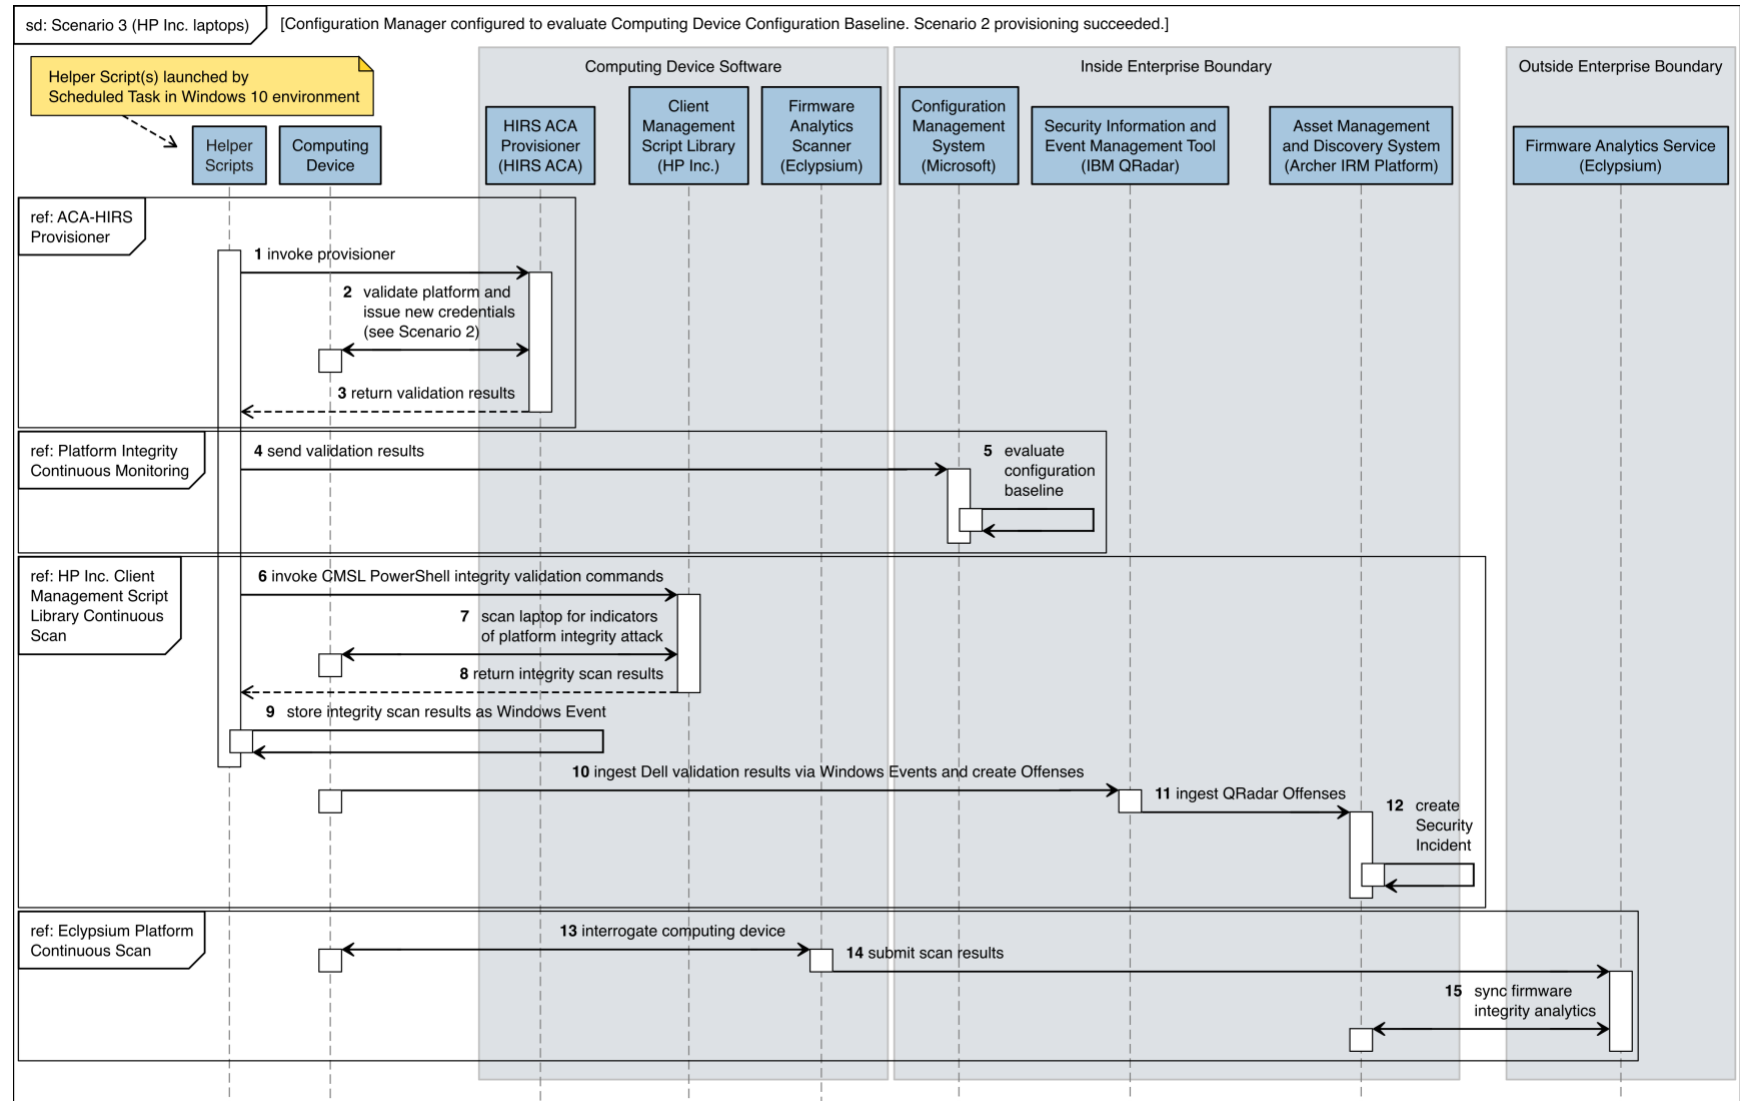 sd: Scenario 3 (HP Inc. laptops)
[Configuration Manager configured to evaluate Computing Device Configuration Baseline. Scenario 2 provisioning succeeded.]
Helper Script(s) launched by
Scheduled Task in Windows 10 environment
Computing Device Software
Inside Enterprise Boundary
Outside Enterprise Boundary
Helper
Scripts
Computing
Device
HIRS ACA
Provisioner
(HIRS ACA)
Client
Management
Script Library
(HP Inc.)
Firmware
Analytics
Scanner
(Eclypsium)
Configuration
Management
System
(Microsoft)
Security Information and
Event Management Tool
(IBM QRadar)
Asset Management
and Discovery System
(Archer IRM Platform)
Firmware Analytics Service
(Eclypsium)
ref: ACA-HIRS
Provisioner
1 invoke provisioner
2 validate platform and
issue new credentials
(see Scenario 2)
3 return validation results
ref: Platform Integrity
Continuous Monitoring
4 send validation results
5 evaluate
configuration
baseline
ref: HP Inc. Client
Management Script
Library Continuous
Scan
6 invoke CMSL PowerShell integrity validation commands
7 scan laptop for indicators
of platform integrity attack
8 return integrity scan results
9 store integrity scan results as Windows Event
10 ingest Dell validation results via Windows Events and create Offenses
11 ingest QRadar Offenses
12 create
Security
Incident
ref: Eclypsium Platform
Continuous Scan
13 interrogate computing device
14 submit scan results
15 sync firmware
integrity analytics